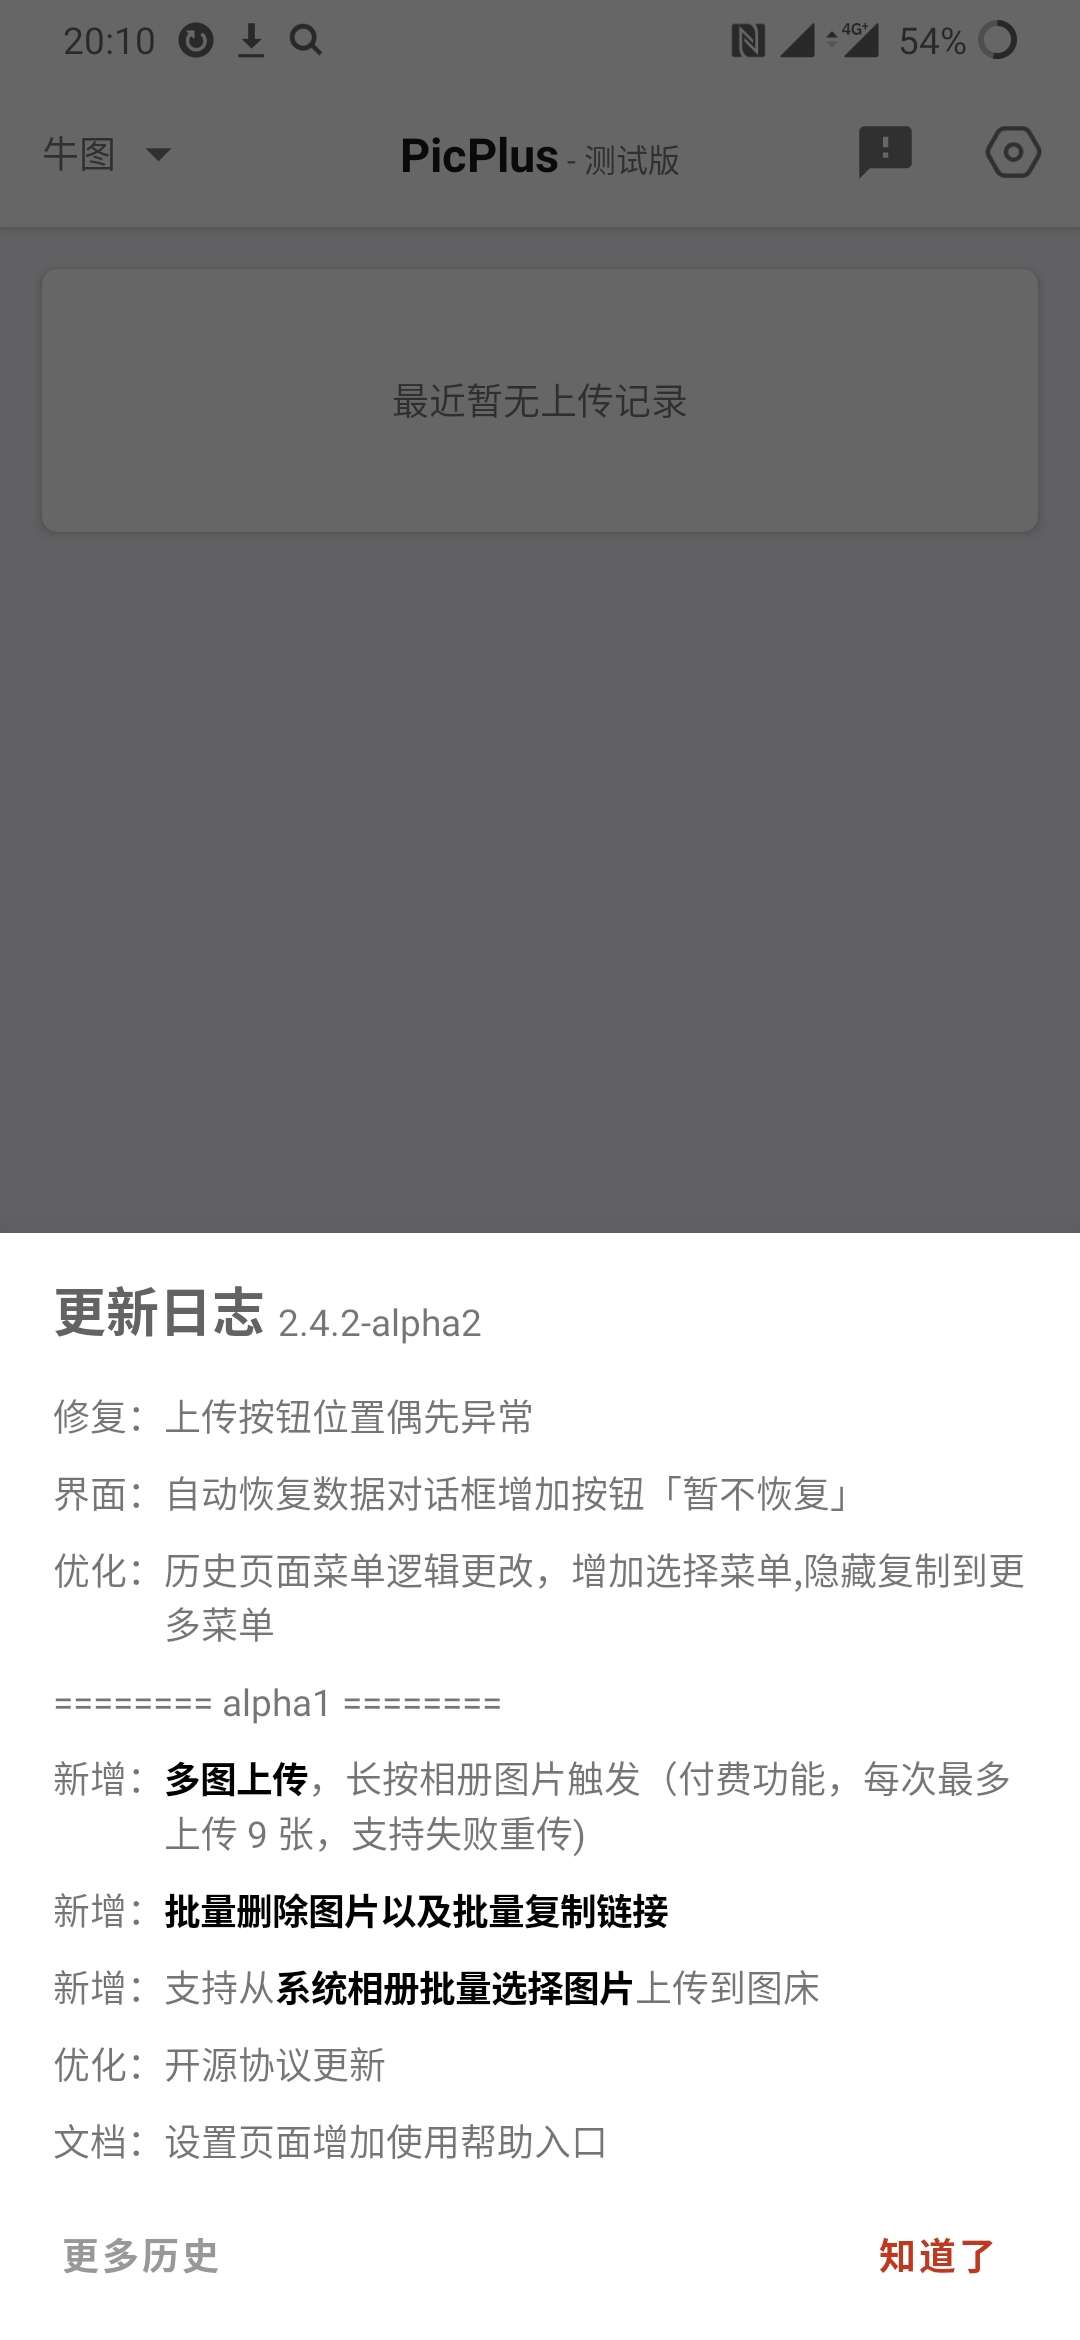 20:10 4G+ 54%
牛图 PicPlus - 测试版
最近暂无上传记录
更新日志 2.4.2-alpha2
修复：上传按钮位置偶先异常
界面：自动恢复数据对话框增加按钮「暂不恢复」
优化：历史页面菜单逻辑更改，增加选择菜单,隐藏复制到更
多菜单
======== alpha1 ========
新增：多图上传，长按相册图片触发（付费功能，每次最多
上传 9 张，支持失败重传)
新增：批量删除图片以及批量复制链接
新增：支持从系统相册批量选择图片上传到图床
优化：开源协议更新
文档：设置页面增加使用帮助入口
更多历史 知道了